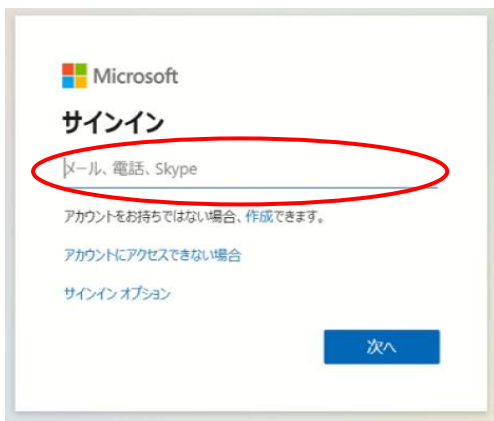 Microsoft
サインイン
メール、電話、Skype
アカウントをお持ちではない場合、作成できます。
アカウントにアクセスできない場合
サインイン オプション
次へ